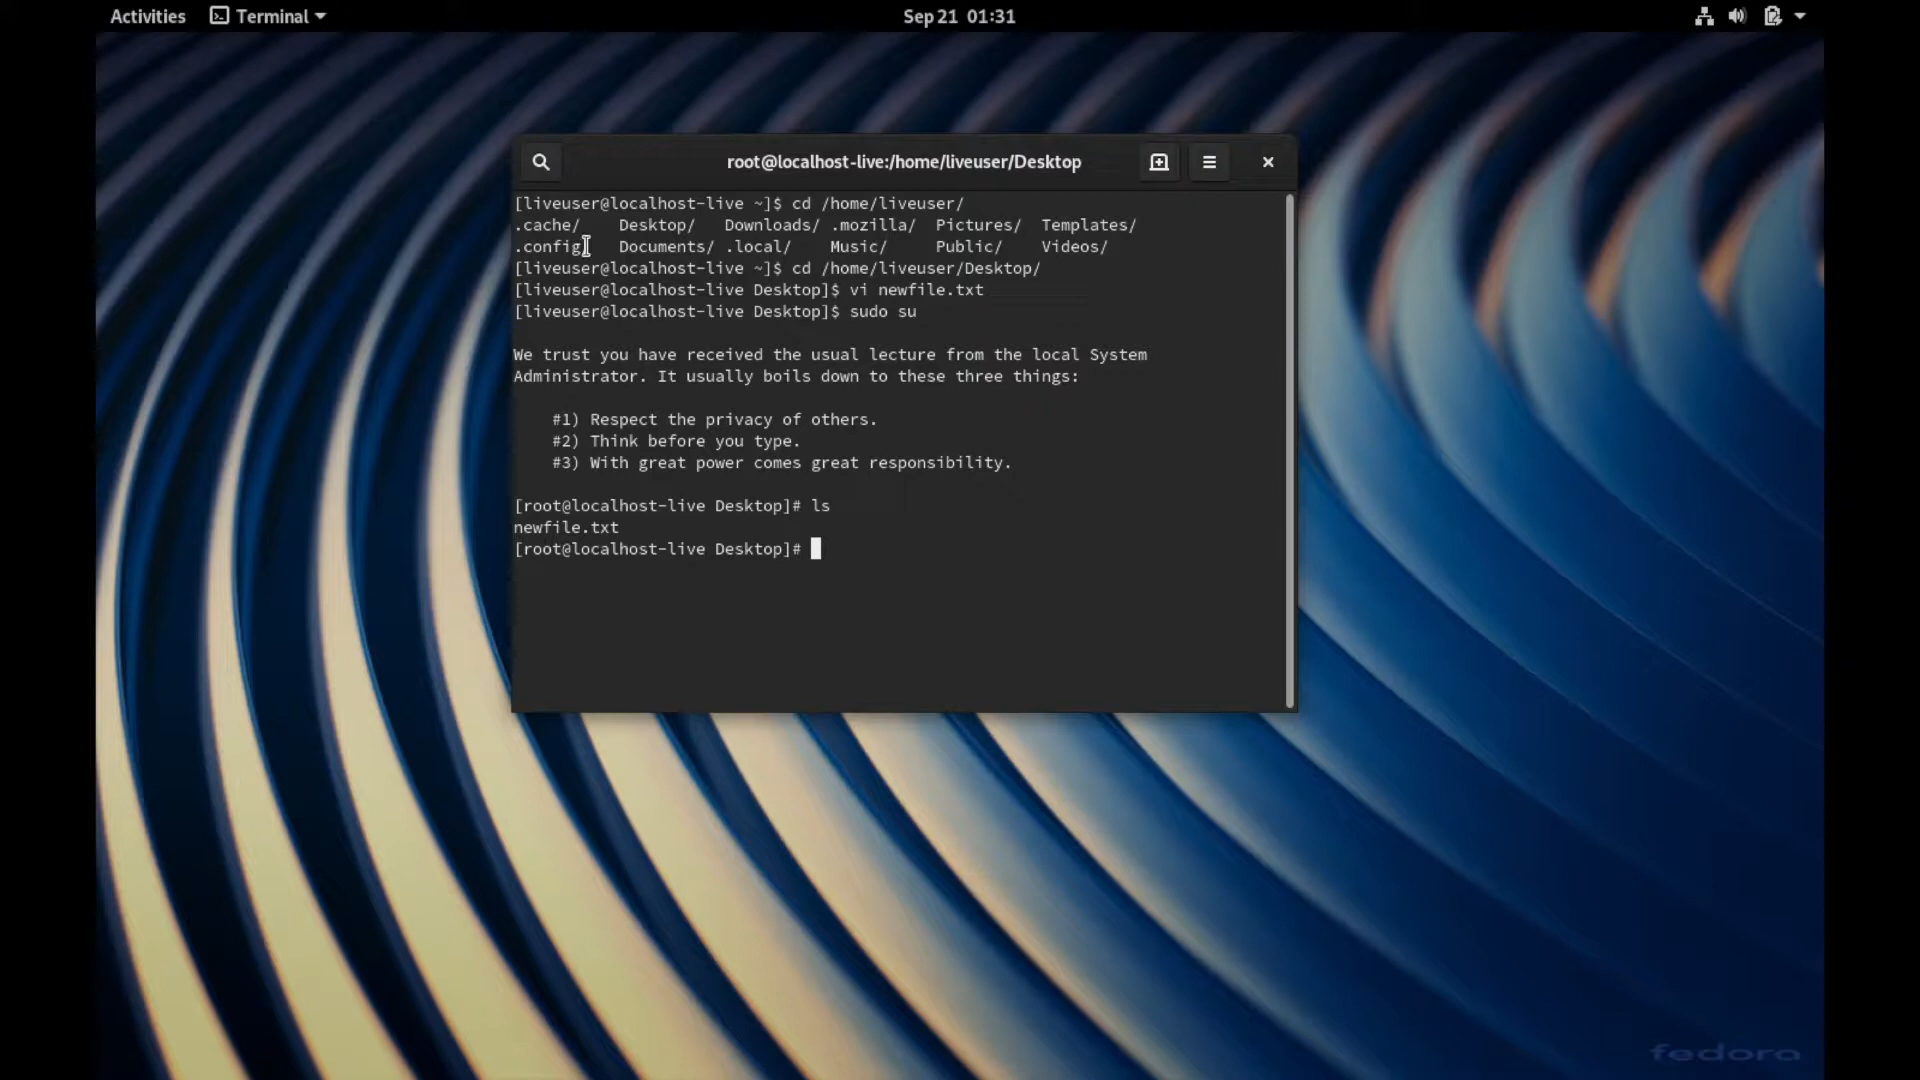 Activities Terminal Sep 21 01:31
root@localhost-live:/home/liveuser/Desktop
[liveuser@localhost-live ~]$ cd /home/liveuser/
.cache/ Desktop/ Downloads/ .mozilla/ Pictures/ Templates/
.config/ Documents/ .local/ Music/ Public/ Videos/
[liveuser@localhost-live ~]$ cd /home/liveuser/Desktop/
[liveuser@localhost-live Desktop]$ vi newfile.txt
[liveuser@localhost-live Desktop]$ sudo su
We trust you have received the usual lecture from the local System
Administrator. It usually boils down to these three things:
#1) Respect the privacy of others.
#2) Think before you type.
#3) With great power comes great responsibility.
[root@localhost-live Desktop]# ls
newfile.txt
[root@localhost-live Desktop]#
fedora